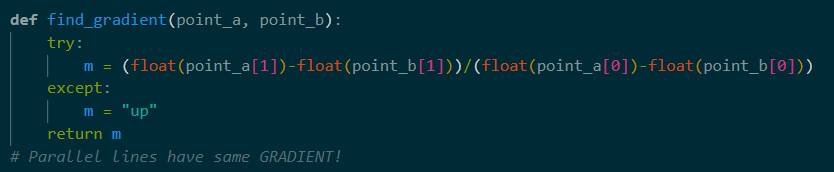 def find_gradient(point_a, point_b):
    try:
        m = (float(point_a[1])-float(point_b[1]))/(float(point_a[0])-float(point_b[0]))
    except:
        m = "up"
    return m
# Parallel lines have same GRADIENT!